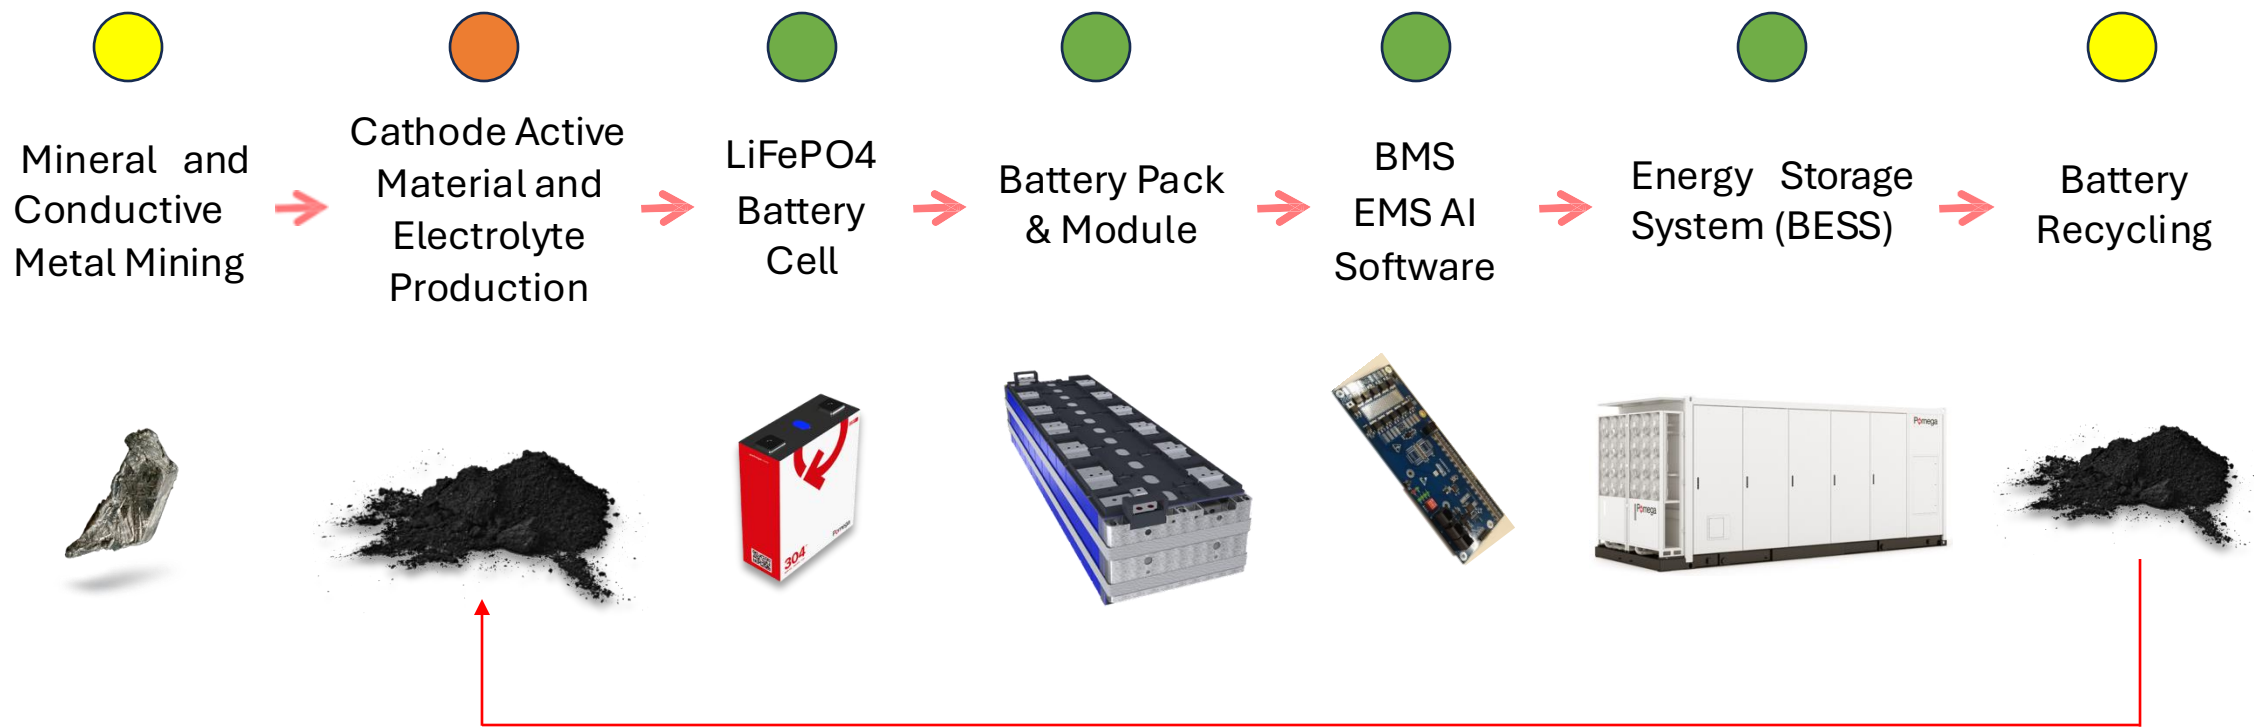 Mineral and
Conductive
Metal Mining
Cathode Active
Material and
Electrolyte
Production
LiFePO4
Battery
Cell
Battery Pack
& Module
BMS
EMS AI
Software
Energy Storage
System (BESS)
Battery
Recycling
304
Pomega
Pomega
Pomega